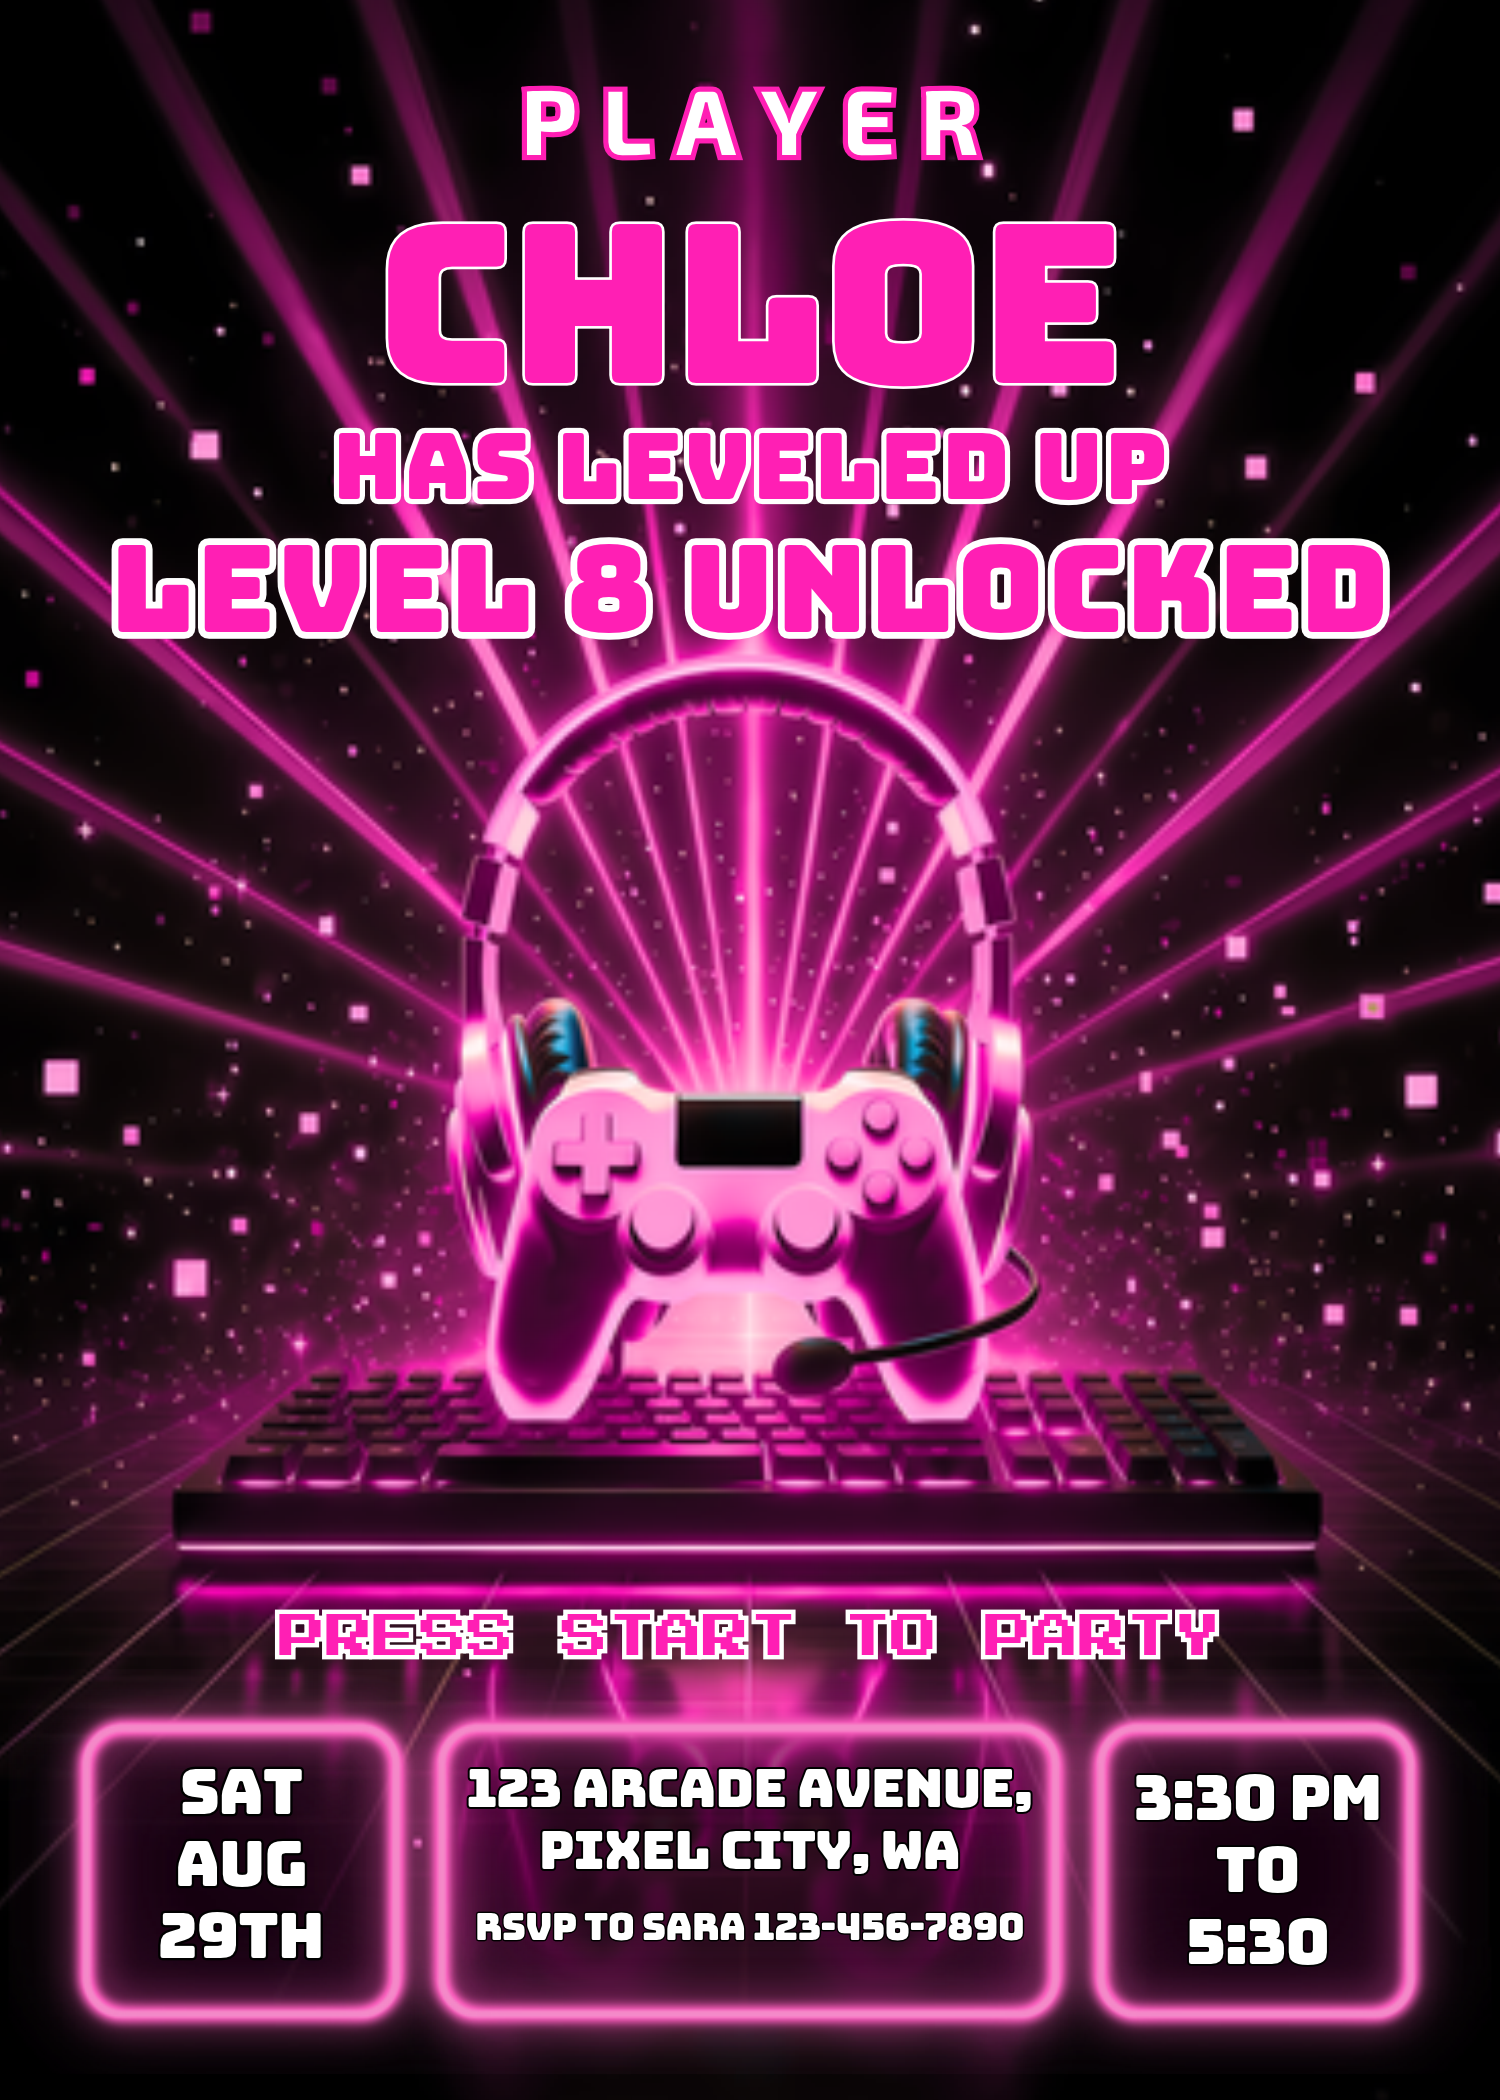 PLAYER
CHLOE
HAS LEVELED UP
LEVEL 8 UNLOCKED
PRESS START TO PARTY
SAT
AUG
29TH
123 ARCADE AVENUE,
PIXEL CITY, WA
RSVP TO SARA 123-456-7890
3:30 PM
TO
5:30